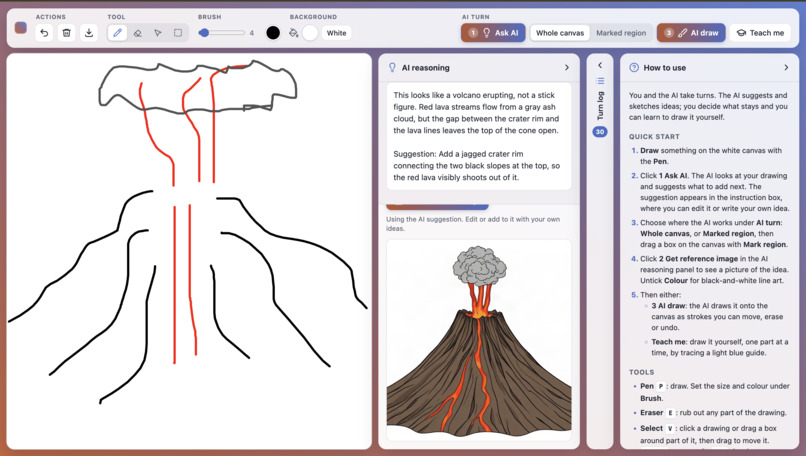 ACTIONS
TOOL
BRUSH
BACKGROUND
AI TURN
4
White
1 Ask AI
Whole canvas
Marked region
3 AI draw
Teach me
AI reasoning
This looks like a volcano erupting, not a stick
figure. Red lava streams flow from a gray ash
cloud, but the gap between the crater rim and
the lava lines leaves the top of the cone open.
Suggestion: Add a jagged crater rim
connecting the two black slopes at the top, so
the red lava visibly shoots out of it.
Using the AI suggestion. Edit or add to it with your own
ideas.
Turn log
30
How to use
You and the AI take turns. The AI suggests and
sketches ideas; you decide what stays and you
can learn to draw it yourself.
QUICK START
1. Draw something on the white canvas with
the Pen.
2. Click 1 Ask AI. The AI looks at your drawing
and suggests what to add next. The
suggestion appears in the instruction box,
where you can edit it or write your own idea.
3. Choose where the AI works under AI turn:
Whole canvas, or Marked region, then
drag a box on the canvas with Mark region.
4. Click 2 Get reference image in the AI
reasoning panel to see a picture of the idea.
Untick Colour for black-and-white line art.
5. Then either:
3 AI draw: the AI draws it onto the
canvas as strokes you can move, erase
or undo.
Teach me: draw it yourself, one part at a
time, by tracing a light blue guide.
TOOLS
• Pen P : draw. Set the size and colour under
Brush.
• Eraser E : rub out any part of the drawing.
• Select V : click a drawing or drag a box
around part of it, then drag to move it.